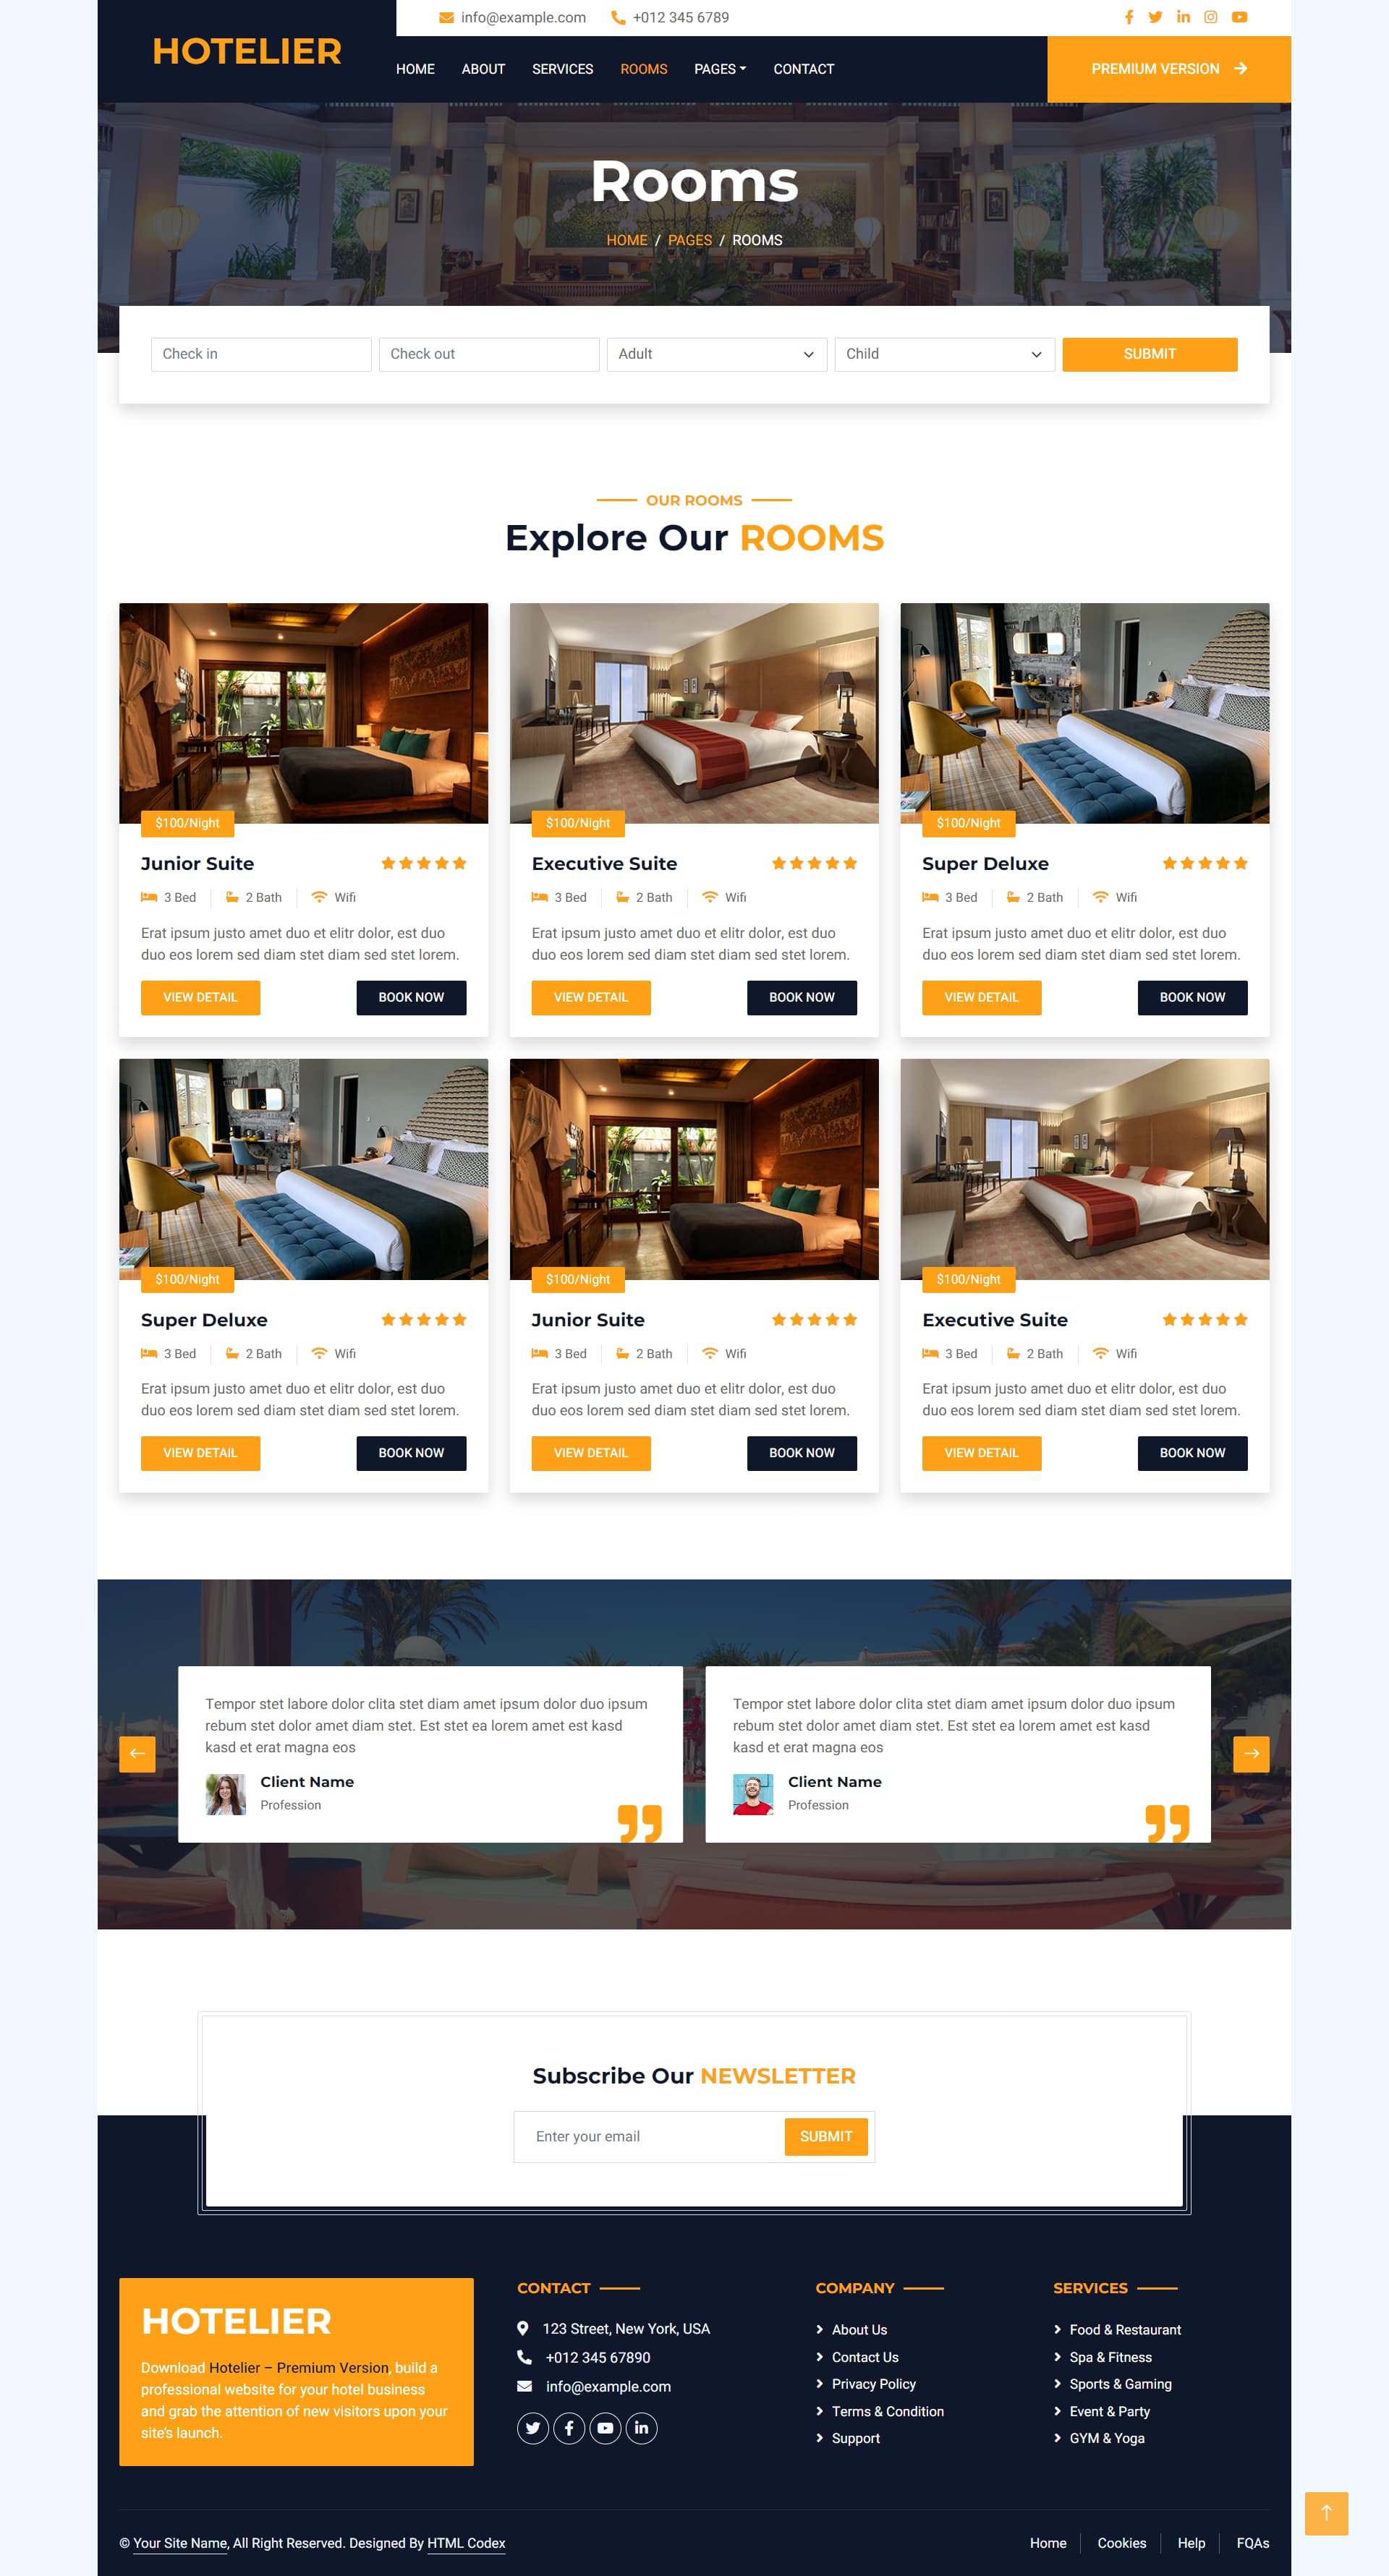 HOTELIER
info@example.com +012 345 6789
HOME ABOUT SERVICES ROOMS PAGES CONTACT
PREMIUM VERSION
Rooms
HOME / PAGES / ROOMS
Check in Check out Adult Child SUBMIT
OUR ROOMS
Explore Our ROOMS
$100/Night
Junior Suite
3 Bed 2 Bath Wifi
Erat ipsum justo amet duo et elitr dolor, est duo
duo eos lorem sed diam stet diam sed stet lorem.
VIEW DETAIL BOOK NOW
$100/Night
Executive Suite
3 Bed 2 Bath Wifi
Erat ipsum justo amet duo et elitr dolor, est duo
duo eos lorem sed diam stet diam sed stet lorem.
VIEW DETAIL BOOK NOW
$100/Night
Super Deluxe
3 Bed 2 Bath Wifi
Erat ipsum justo amet duo et elitr dolor, est duo
duo eos lorem sed diam stet diam sed stet lorem.
VIEW DETAIL BOOK NOW
$100/Night
Super Deluxe
3 Bed 2 Bath Wifi
Erat ipsum justo amet duo et elitr dolor, est duo
duo eos lorem sed diam stet diam sed stet lorem.
VIEW DETAIL BOOK NOW
$100/Night
Junior Suite
3 Bed 2 Bath Wifi
Erat ipsum justo amet duo et elitr dolor, est duo
duo eos lorem sed diam stet diam sed stet lorem.
VIEW DETAIL BOOK NOW
$100/Night
Executive Suite
3 Bed 2 Bath Wifi
Erat ipsum justo amet duo et elitr dolor, est duo
duo eos lorem sed diam stet diam sed stet lorem.
VIEW DETAIL BOOK NOW
Tempor stet labore dolor clita stet diam amet ipsum dolor duo ipsum
rebum stet dolor amet diam stet. Est stet ea lorem amet est kasd
kasd et erat magna eos
Client Name
Profession
Tempor stet labore dolor clita stet diam amet ipsum dolor duo ipsum
rebum stet dolor amet diam stet. Est stet ea lorem amet est kasd
kasd et erat magna eos
Client Name
Profession
Subscribe Our NEWSLETTER
Enter your email SUBMIT
HOTELIER
Download Hotelier – Premium Version, build a
professional website for your hotel business
and grab the attention of new visitors upon your
site's launch.
CONTACT
123 Street, New York, USA
+012 345 67890
info@example.com
COMPANY
About Us
Contact Us
Privacy Policy
Terms & Condition
Support
SERVICES
Food & Restaurant
Spa & Fitness
Sports & Gaming
Event & Party
GYM & Yoga
© Your Site Name, All Right Reserved. Designed By HTML Codex
Home Cookies Help FQAs